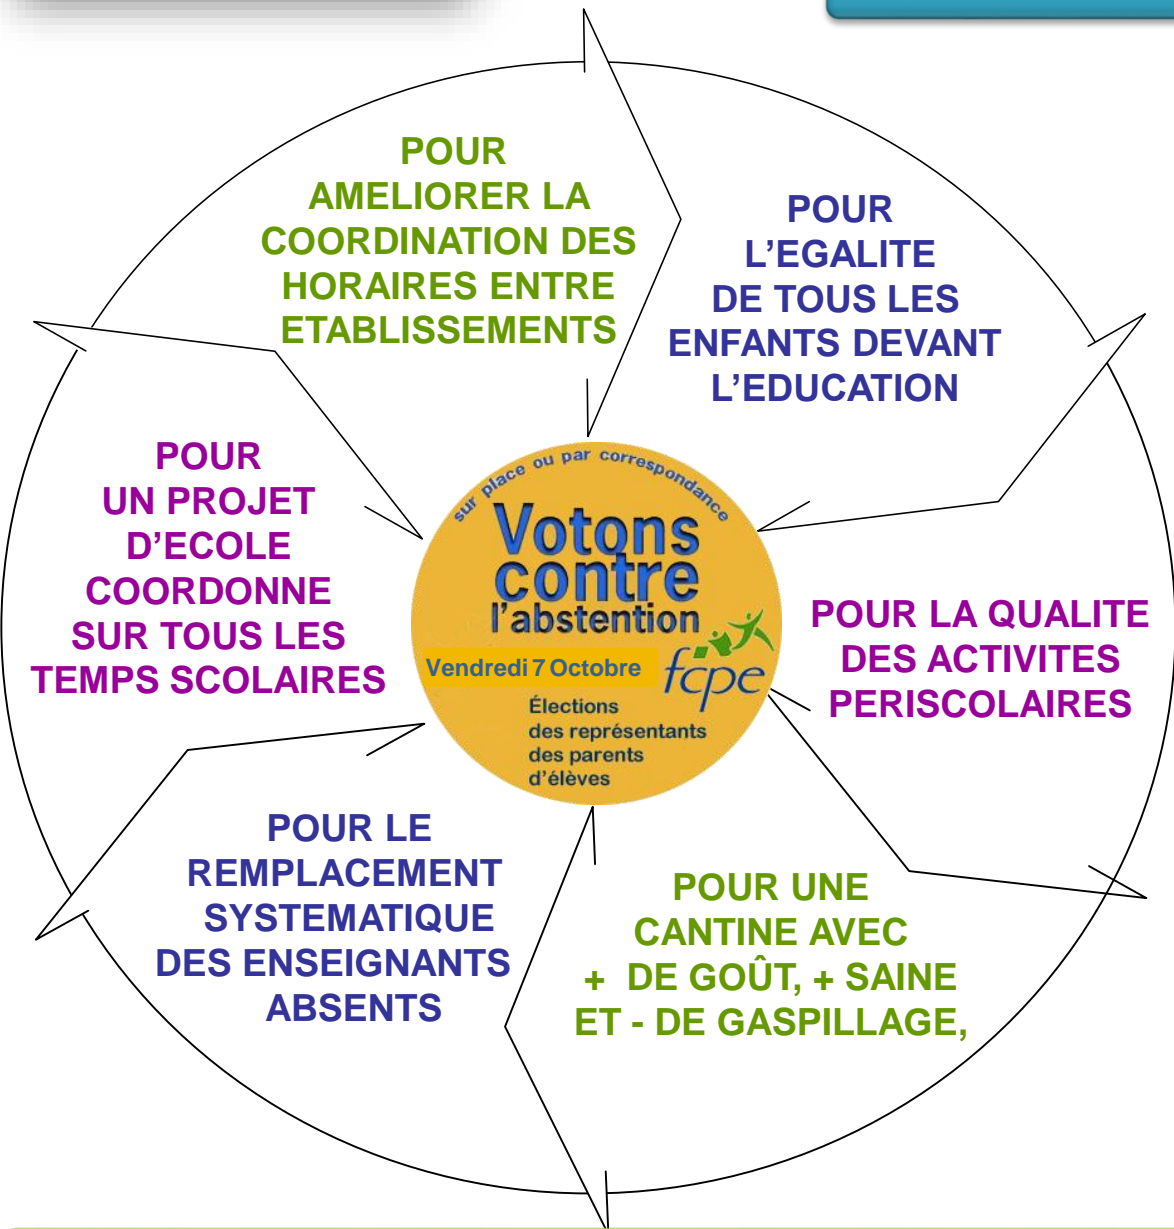 POUR
AMELIORER LA
COORDINATION DES
HORAIRES ENTRE
ETABLISSEMENTS
POUR
L’EGALITE
DE TOUS LES
ENFANTS DEVANT
L’EDUCATION
POUR
UN PROJET
D’ECOLE
COORDONNE
SUR TOUS LES
TEMPS SCOLAIRES
sur place ou par correspondance
Votons
contre
l'abstention
Vendredi 7 Octobre
fcpe
Élections
des représentants
des parents
d'élèves
POUR LA QUALITE
DES ACTIVITES
PERISCOLAIRES
POUR LE
REMPLACEMENT
SYSTEMATIQUE
DES ENSEIGNANTS
ABSENTS
POUR UNE
CANTINE AVEC
+ DE GOÛT, + SAINE
ET - DE GASPILLAGE,